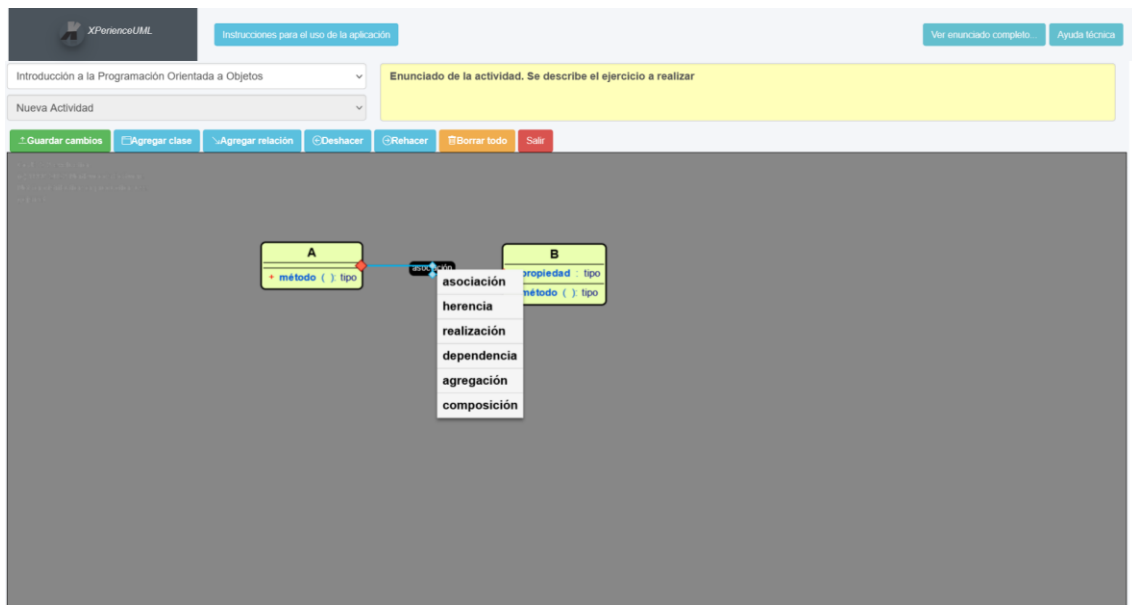 XPerienceUML
Instrucciones para el uso de la aplicación
Ver enunciado completo...
Ayuda técnica
Introducción a la Programación Orientada a Objetos
Enunciado de la actividad. Se describe el ejercicio a realizar
Nueva Actividad
Guardar cambios
Agregar clase
Agregar relación
Deshacer
Rehacer
Borrar todo
Salir
A
+ método ( ): tipo
asociación
B
propiedad : tipo
método ( ): tipo
asociación
herencia
realización
dependencia
agregación
composición